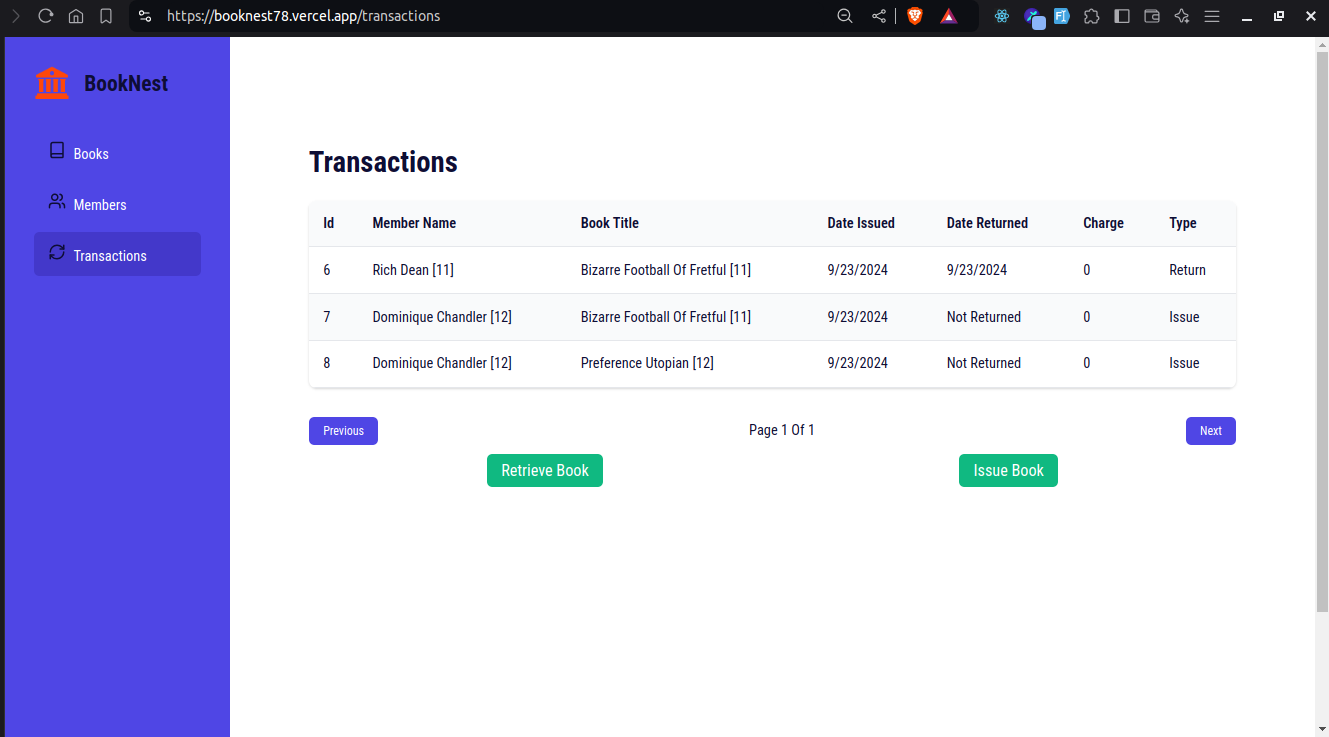 https://booknest78.vercel.app/transactions
BookNest
Books
Members
Transactions
Transactions
Id Member Name Book Title Date Issued Date Returned Charge Type
6 Rich Dean [11] Bizarre Football Of Fretful [11] 9/23/2024 9/23/2024 0 Return
7 Dominique Chandler [12] Bizarre Football Of Fretful [11] 9/23/2024 Not Returned 0 Issue
8 Dominique Chandler [12] Preference Utopian [12] 9/23/2024 Not Returned 0 Issue
Previous Page 1 Of 1 Next
Retrieve Book Issue Book